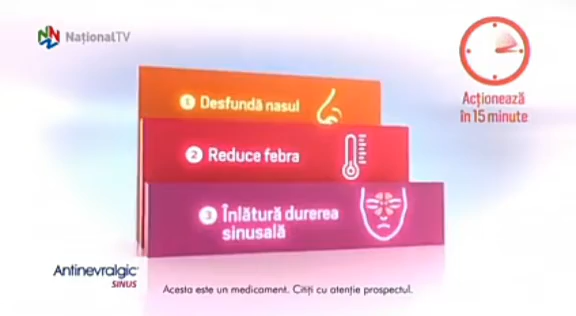 NaționalTV
Acționează
în 15 minute
1 Desfundă nasul
2 Reduce febra
3 Înlătură durerea
sinusală
Antinevralgic
SINUS
Acesta este un medicament. Citiți cu atenție prospectul.